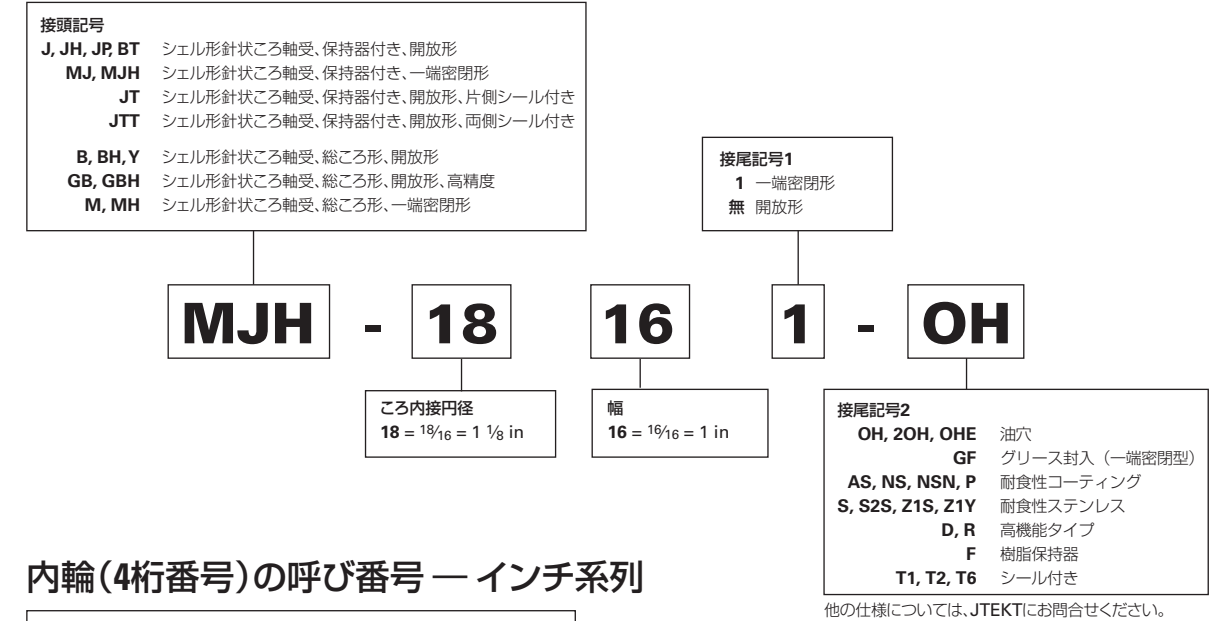 接頭記号
J, JH, JP, BT シェル形針状ころ軸受、保持器付き、開放形
MJ, MJH シェル形針状ころ軸受、保持器付き、一端密閉形
JT シェル形針状ころ軸受、保持器付き、開放形、片側シール付き
JTT シェル形針状ころ軸受、保持器付き、開放形、両側シール付き
B, BH, Y シェル形針状ころ軸受、総ころ形、開放形
GB, GBH シェル形針状ころ軸受、総ころ形、開放形、高精度
M, MH シェル形針状ころ軸受、総ころ形、一端密閉形
接尾記号1
1 一端密閉形
無 開放形
MJH - 18 16 1 - OH
ころ内接円径
18 = 18/16 = 1 1/8 in
幅
16 = 16/16 = 1 in
接尾記号2
OH, 2OH, OHE 油穴
GF グリース封入（一端密閉型）
AS, NS, NSN, P 耐食性コーティング
S, S2S, Z1S, Z1Y 耐食性ステンレス
D, R 高機能タイプ
F 樹脂保持器
T1, T2, T6 シール付き
他の仕様については、JTEKTにお問合せください。
内輪(4桁番号)の呼び番号 — インチ系列